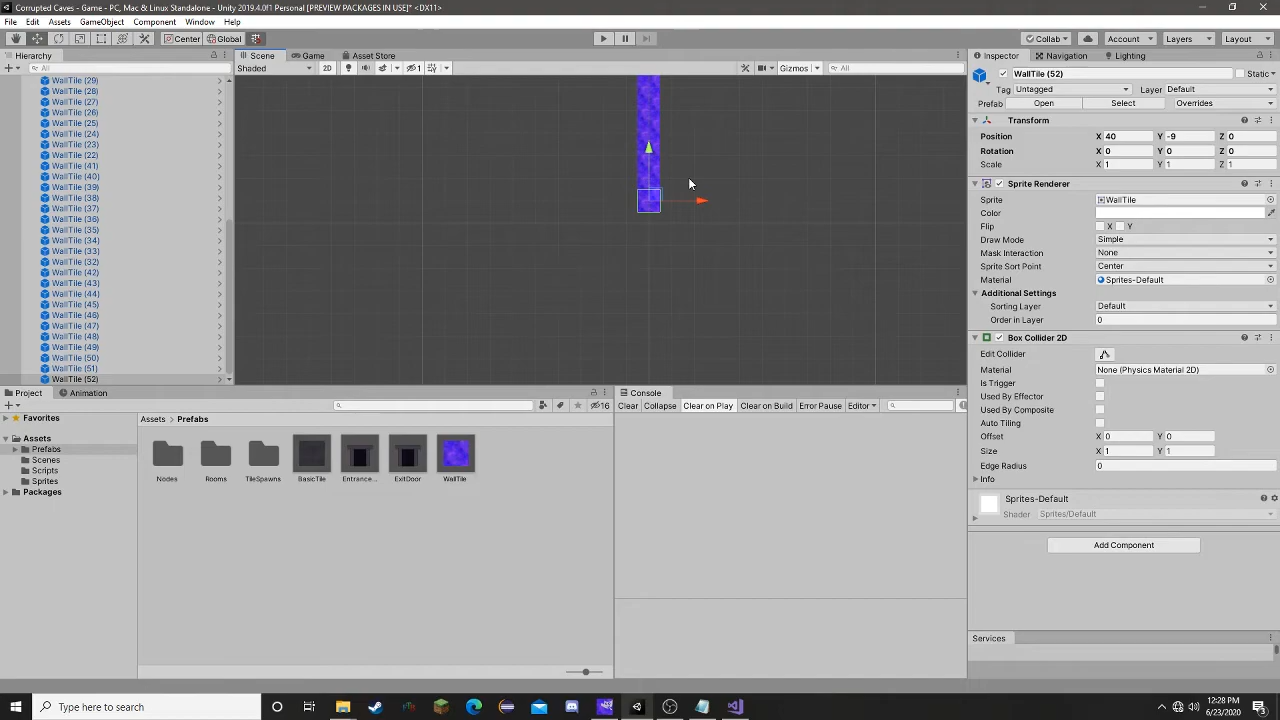 Corrupted Caves - Game - PC, Mac & Linux Standalone - Unity 2019.4.0f1 Personal [PREVIEW PACKAGES IN USE]* <DX11>
File Edit Assets GameObject Component Window Help
Center Global Collab Account Layers Layout
Hierarchy Scene Game Asset Store Inspector Navigation Lighting
All Shaded 2D 1 Gizmos All WallTile (52) Static
Tag Untagged Layer Default
Prefab Open Select Overrides
WallTile (29)
WallTile (28)
WallTile (27)
WallTile (26)
WallTile (25)
WallTile (24)
WallTile (23)
WallTile (22)
WallTile (41)
WallTile (40)
WallTile (39)
WallTile (38)
WallTile (37)
WallTile (36)
WallTile (35)
WallTile (34)
WallTile (33)
WallTile (32)
WallTile (42)
WallTile (43)
WallTile (44)
WallTile (45)
WallTile (46)
WallTile (47)
WallTile (48)
WallTile (49)
WallTile (50)
WallTile (51)
WallTile (52)
Transform
Position X 40 Y -9 Z 0
Rotation X 0 Y 0 Z 0
Scale X 1 Y 1 Z 1
Sprite Renderer
Sprite WallTile
Color
Flip X Y
Draw Mode Simple
Mask Interaction None
Sprite Sort Point Center
Material Sprites-Default
Additional Settings
Sorting Layer Default
Order in Layer 0
Box Collider 2D
Edit Collider
Material None (Physics Material 2D)
Is Trigger
Used By Effector
Used By Composite
Auto Tiling
Offset X 0 Y 0
Size X 1 Y 1
Edge Radius 0
Info
Sprites-Default
Shader Sprites/Default
Add Component
Services
Project Animation
16
Favorites
Assets
Prefabs
Scenes
Scripts
Sprites
Packages
Assets > Prefabs
Nodes Rooms TileSpawns BasicTile Entrance... ExitDoor WallTile
Console
Clear Collapse Clear on Play Clear on Build Error Pause Editor
Type here to search
12:28 PM
6/23/2020